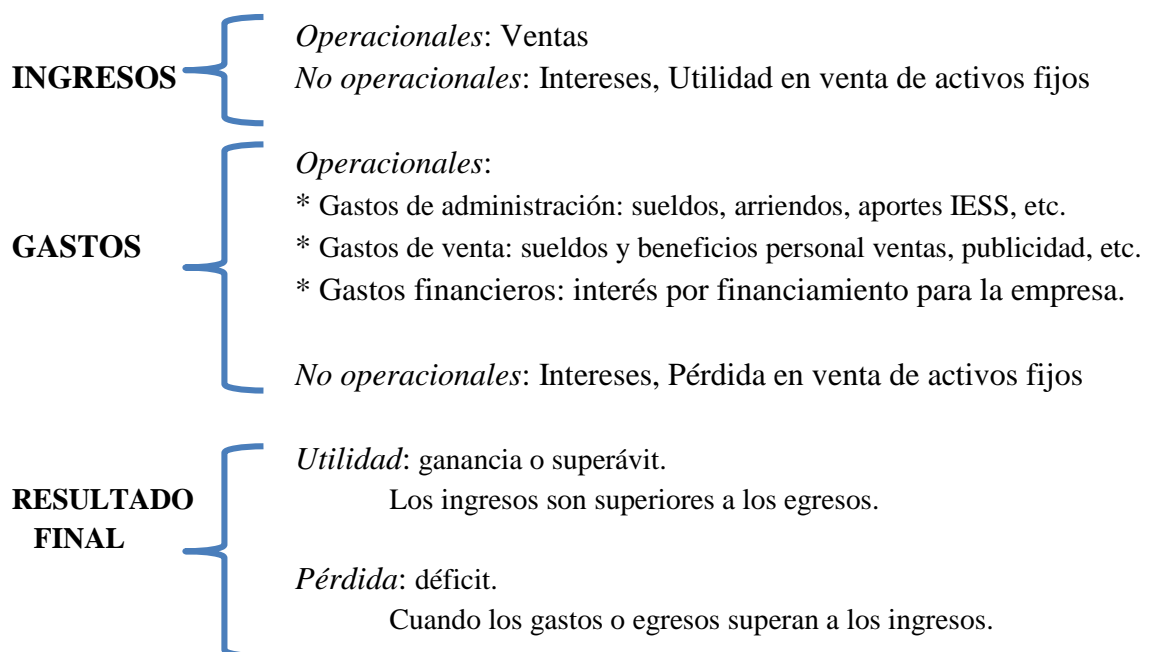 Operacionales: Ventas
INGRESOS
No operacionales: Intereses, Utilidad en venta de activos fijos
Operacionales:
* Gastos de administración: sueldos, arriendos, aportes IESS, etc.
GASTOS
* Gastos de venta: sueldos y beneficios personal ventas, publicidad, etc.
* Gastos financieros: interés por financiamiento para la empresa.
No operacionales: Intereses, Pérdida en venta de activos fijos
Utilidad: ganancia o superávit.
RESULTADO
Los ingresos son superiores a los egresos.
FINAL
Pérdida: déficit.
Cuando los gastos o egresos superan a los ingresos.